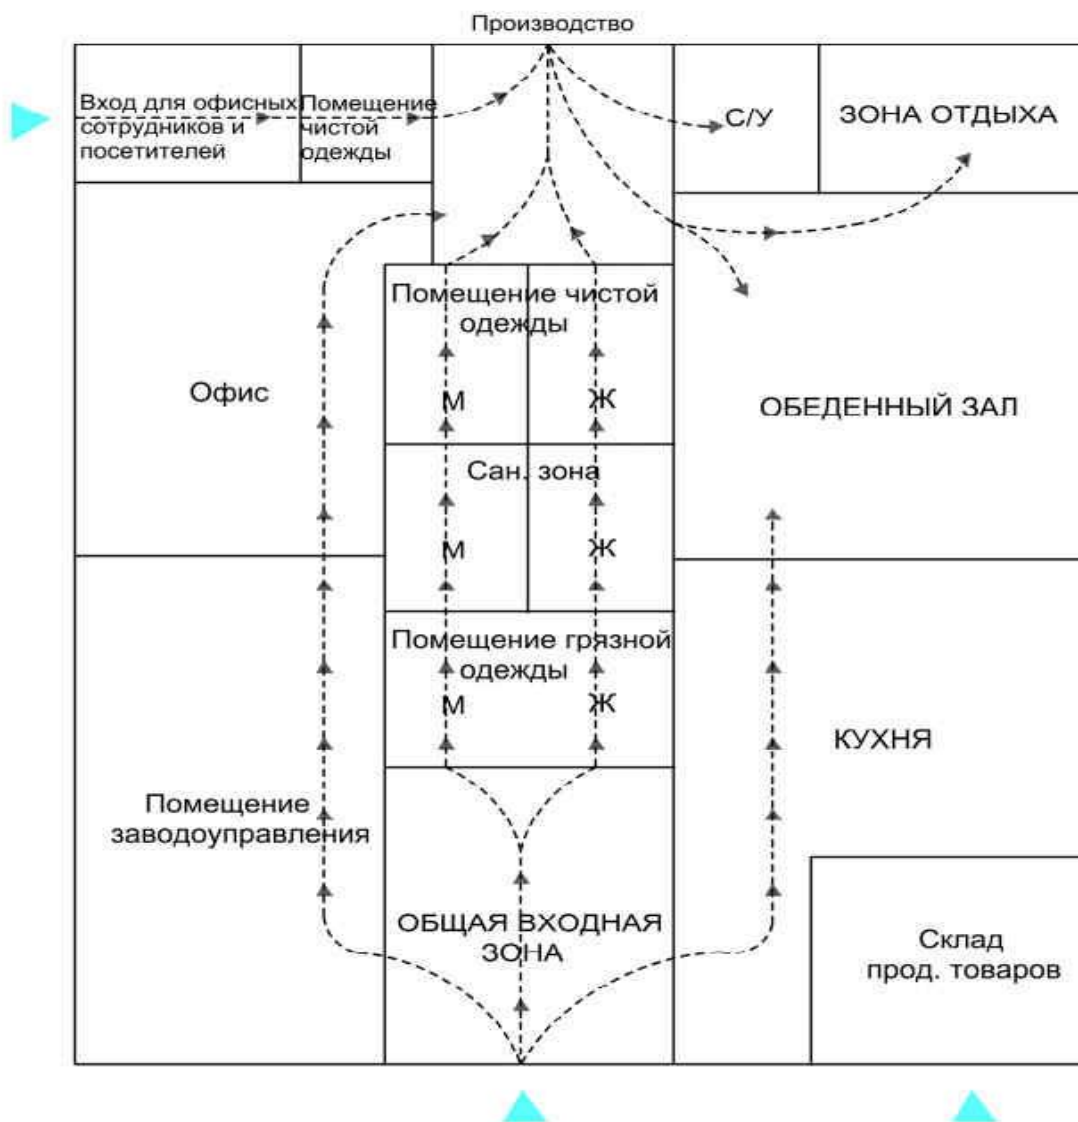 Производство
Вход для офисных
сотрудников и
посетителей
Помещение
чистой
одежды
С/У
ЗОНА ОТДЫХА
Помещение чистой
одежды
М
Ж
Офис
ОБЕДЕННЫЙ ЗАЛ
Сан. зона
М
Ж
Помещение грязной
одежды
М
Ж
КУХНЯ
Помещение
заводоуправления
ОБЩАЯ ВХОДНАЯ
ЗОНА
Склад
прод. товаров